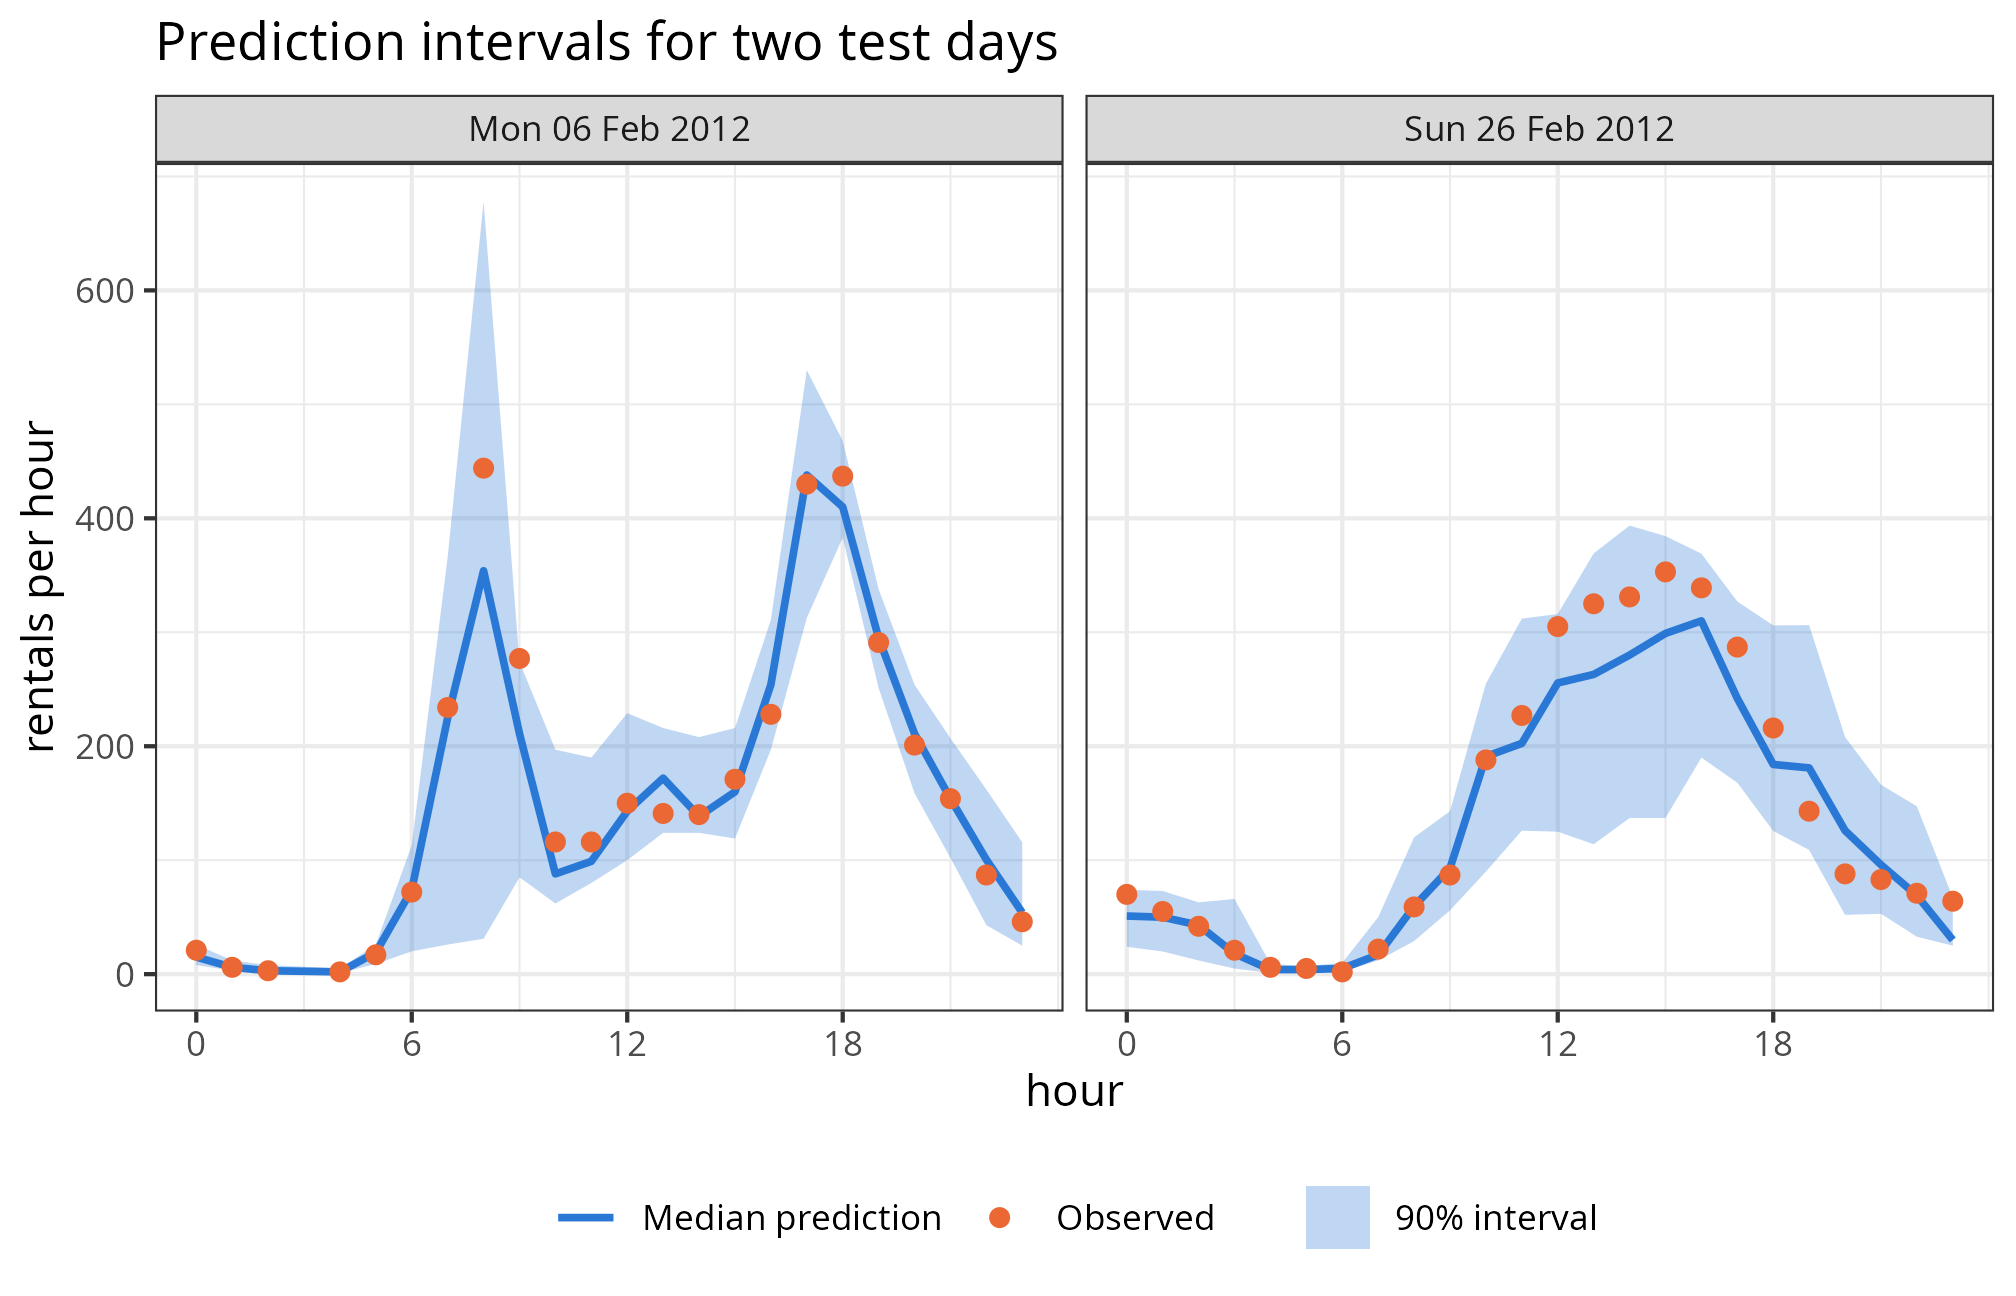 Prediction intervals for two test days
Mon 06 Feb 2012
Sun 26 Feb 2012
rentals per hour
600
400
200
0
0 6 12 18
0 6 12 18
hour
Median prediction
Observed
90% interval